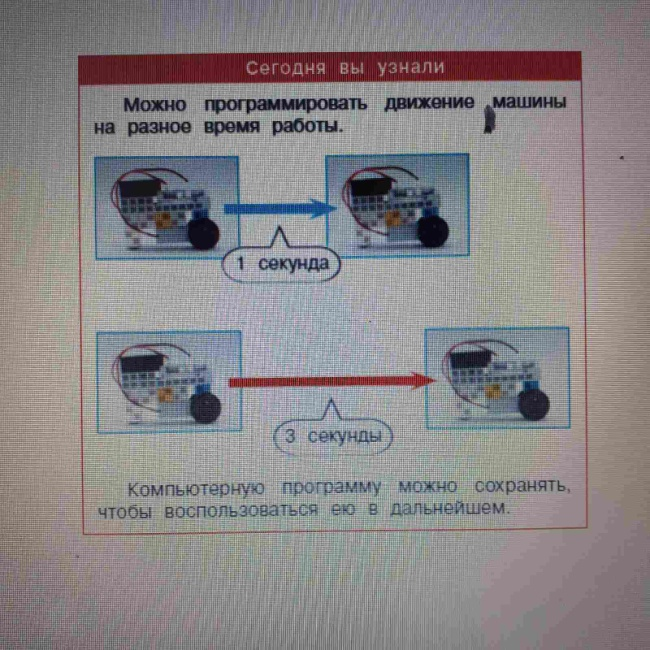 Сегодня вы узнали
Можно программировать движение машины
на разное время работы.
1 секунда
3 секунды
Компьютерную программу можно сохранять,
чтобы воспользоваться ею в дальнейшем.